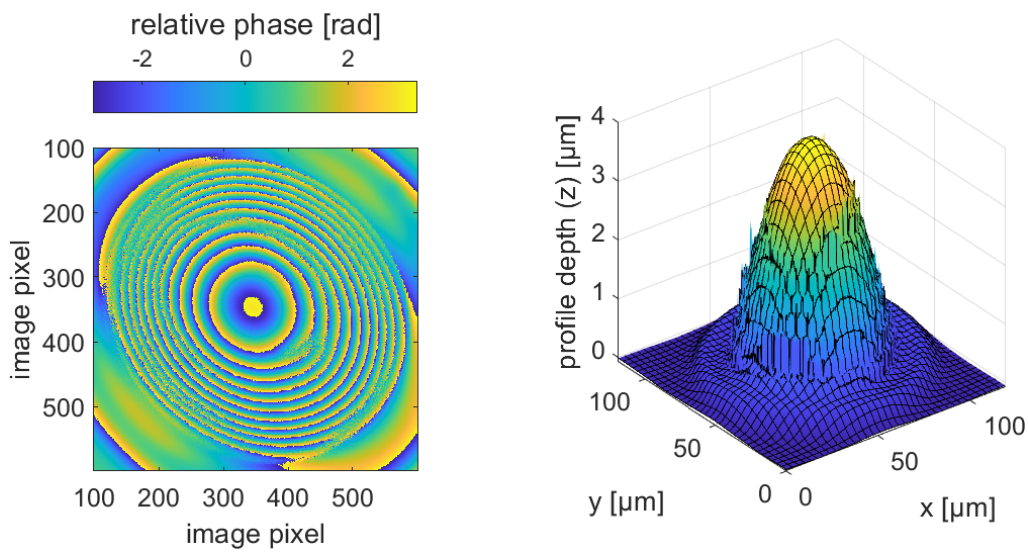 relative phase [rad]
-2 0 2
100
200
300
400
500
image pixel
100 200 300 400 500
image pixel
4
3
2
1
0
profile depth (z) [µm]
100
50
0
y [µm]
0
50
100
x [µm]